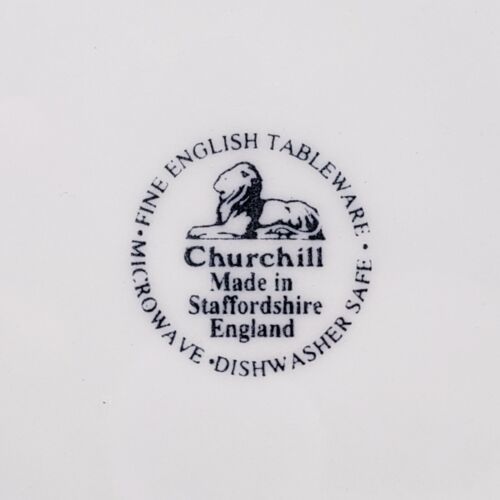 • FINE ENGLISH TABLEWARE •
Churchill
Made in
Staffordshire
England
MICROWAVE • DISHWASHER SAFE